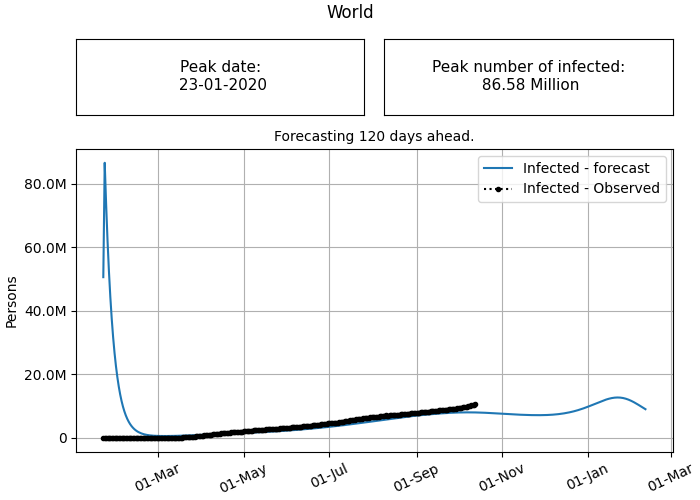 World
Peak date:
23-01-2020
Peak number of infected:
86.58 Million
Forecasting 120 days ahead.
Infected - forecast
Infected - Observed
80.0M
60.0M
40.0M
20.0M
0
Persons
01-Mar
01-May
01-Jul
01-Sep
01-Nov
01-Jan
01-Mar